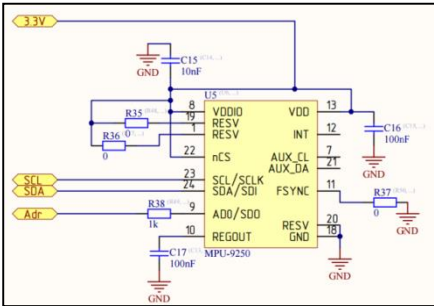 3.3V
C15
10nF
GND
U5
R35
0
R36
0
8
19
1
22
23
24
9
10
VDDIO
RESV
RESV
nCS
SCL/SCLK
SDA/SDI
AD0/SDO
REGOUT
VDD
INT
AUX_CL
AUX_DA
FSYNC
RESV
GND
13
12
7
21
11
20
18
C16
100nF
GND
R37
0
GND
SCL
SDA
Adr
R38
1k
C17
100nF
GND
MPU-9250
GND